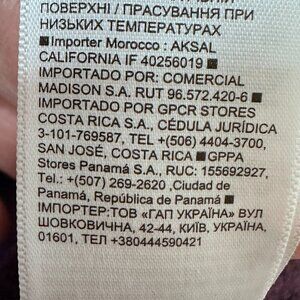 ПОВЕРХНІ / ПРАСУВАННЯ ПРИ
НИЗЬКИХ ТЕМПЕРАТУРАХ
■ Importer Morocco : AKSAL
CALIFORNIA IF 40256019 ■
IMPORTADO POR: COMERCIAL
MADISON S.A. RUT 96.572.420-6 ■
IMPORTADO POR GPCR STORES
COSTA RICA S.A., CÉDULA JURÍDICA
3-101-769587, TEL +(506) 4404-3700,
SAN JOSÉ, COSTA RICA ■ GPPA
Stores Panamá S.A., RUC: 155692927,
Tel.: +(507) 269-2620 ,Ciudad de
Panamá, República de Panamá ■
ІМПОРТЕР:ТОВ «ГАП УКРАЇНА» ВУЛ
ШОВКОВИЧНА, 42-44, КИЇВ, УКРАЇНА,
01601, ТЕЛ +380444590421